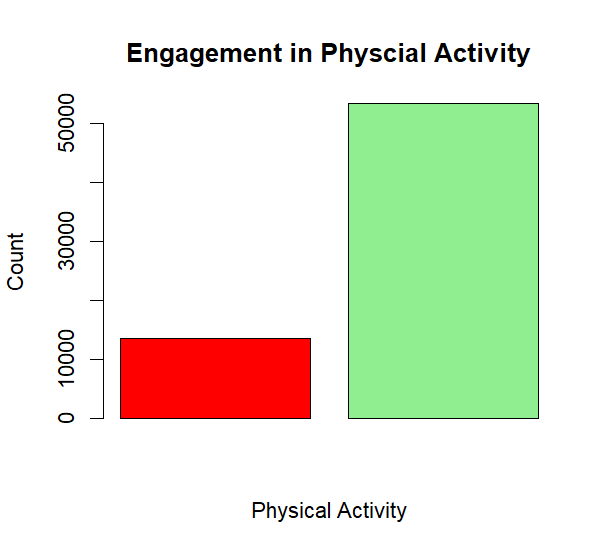 Engagement in Physcial Activity
50000
30000
10000
0
Count
Physical Activity